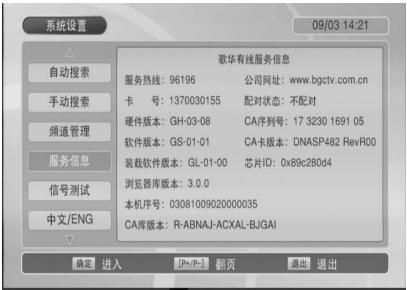 系统设置
09/03 14:21
自动搜索
手动搜索
频道管理
服务信息
信号测试
中文/ENG
歌华有线服务信息
服务热线：96196 公司网址：www.bgctv.com.cn
卡 号：1370030155 配对状态：不配对
硬件版本：GH-03-08 CA序列号：17 3230 1691 05
软件版本：GS-01-01 CA卡版本：DNASP482 RevR00
装载软件版本：GL-01-00 芯片ID：0x89c280d4
浏览器库版本：3.0.0
本机序号：03081009020000035
CA库版本：R-ABNAJ-ACXAL-BJGAI
确定 进入 [P+/P-] 翻页 退出 退出